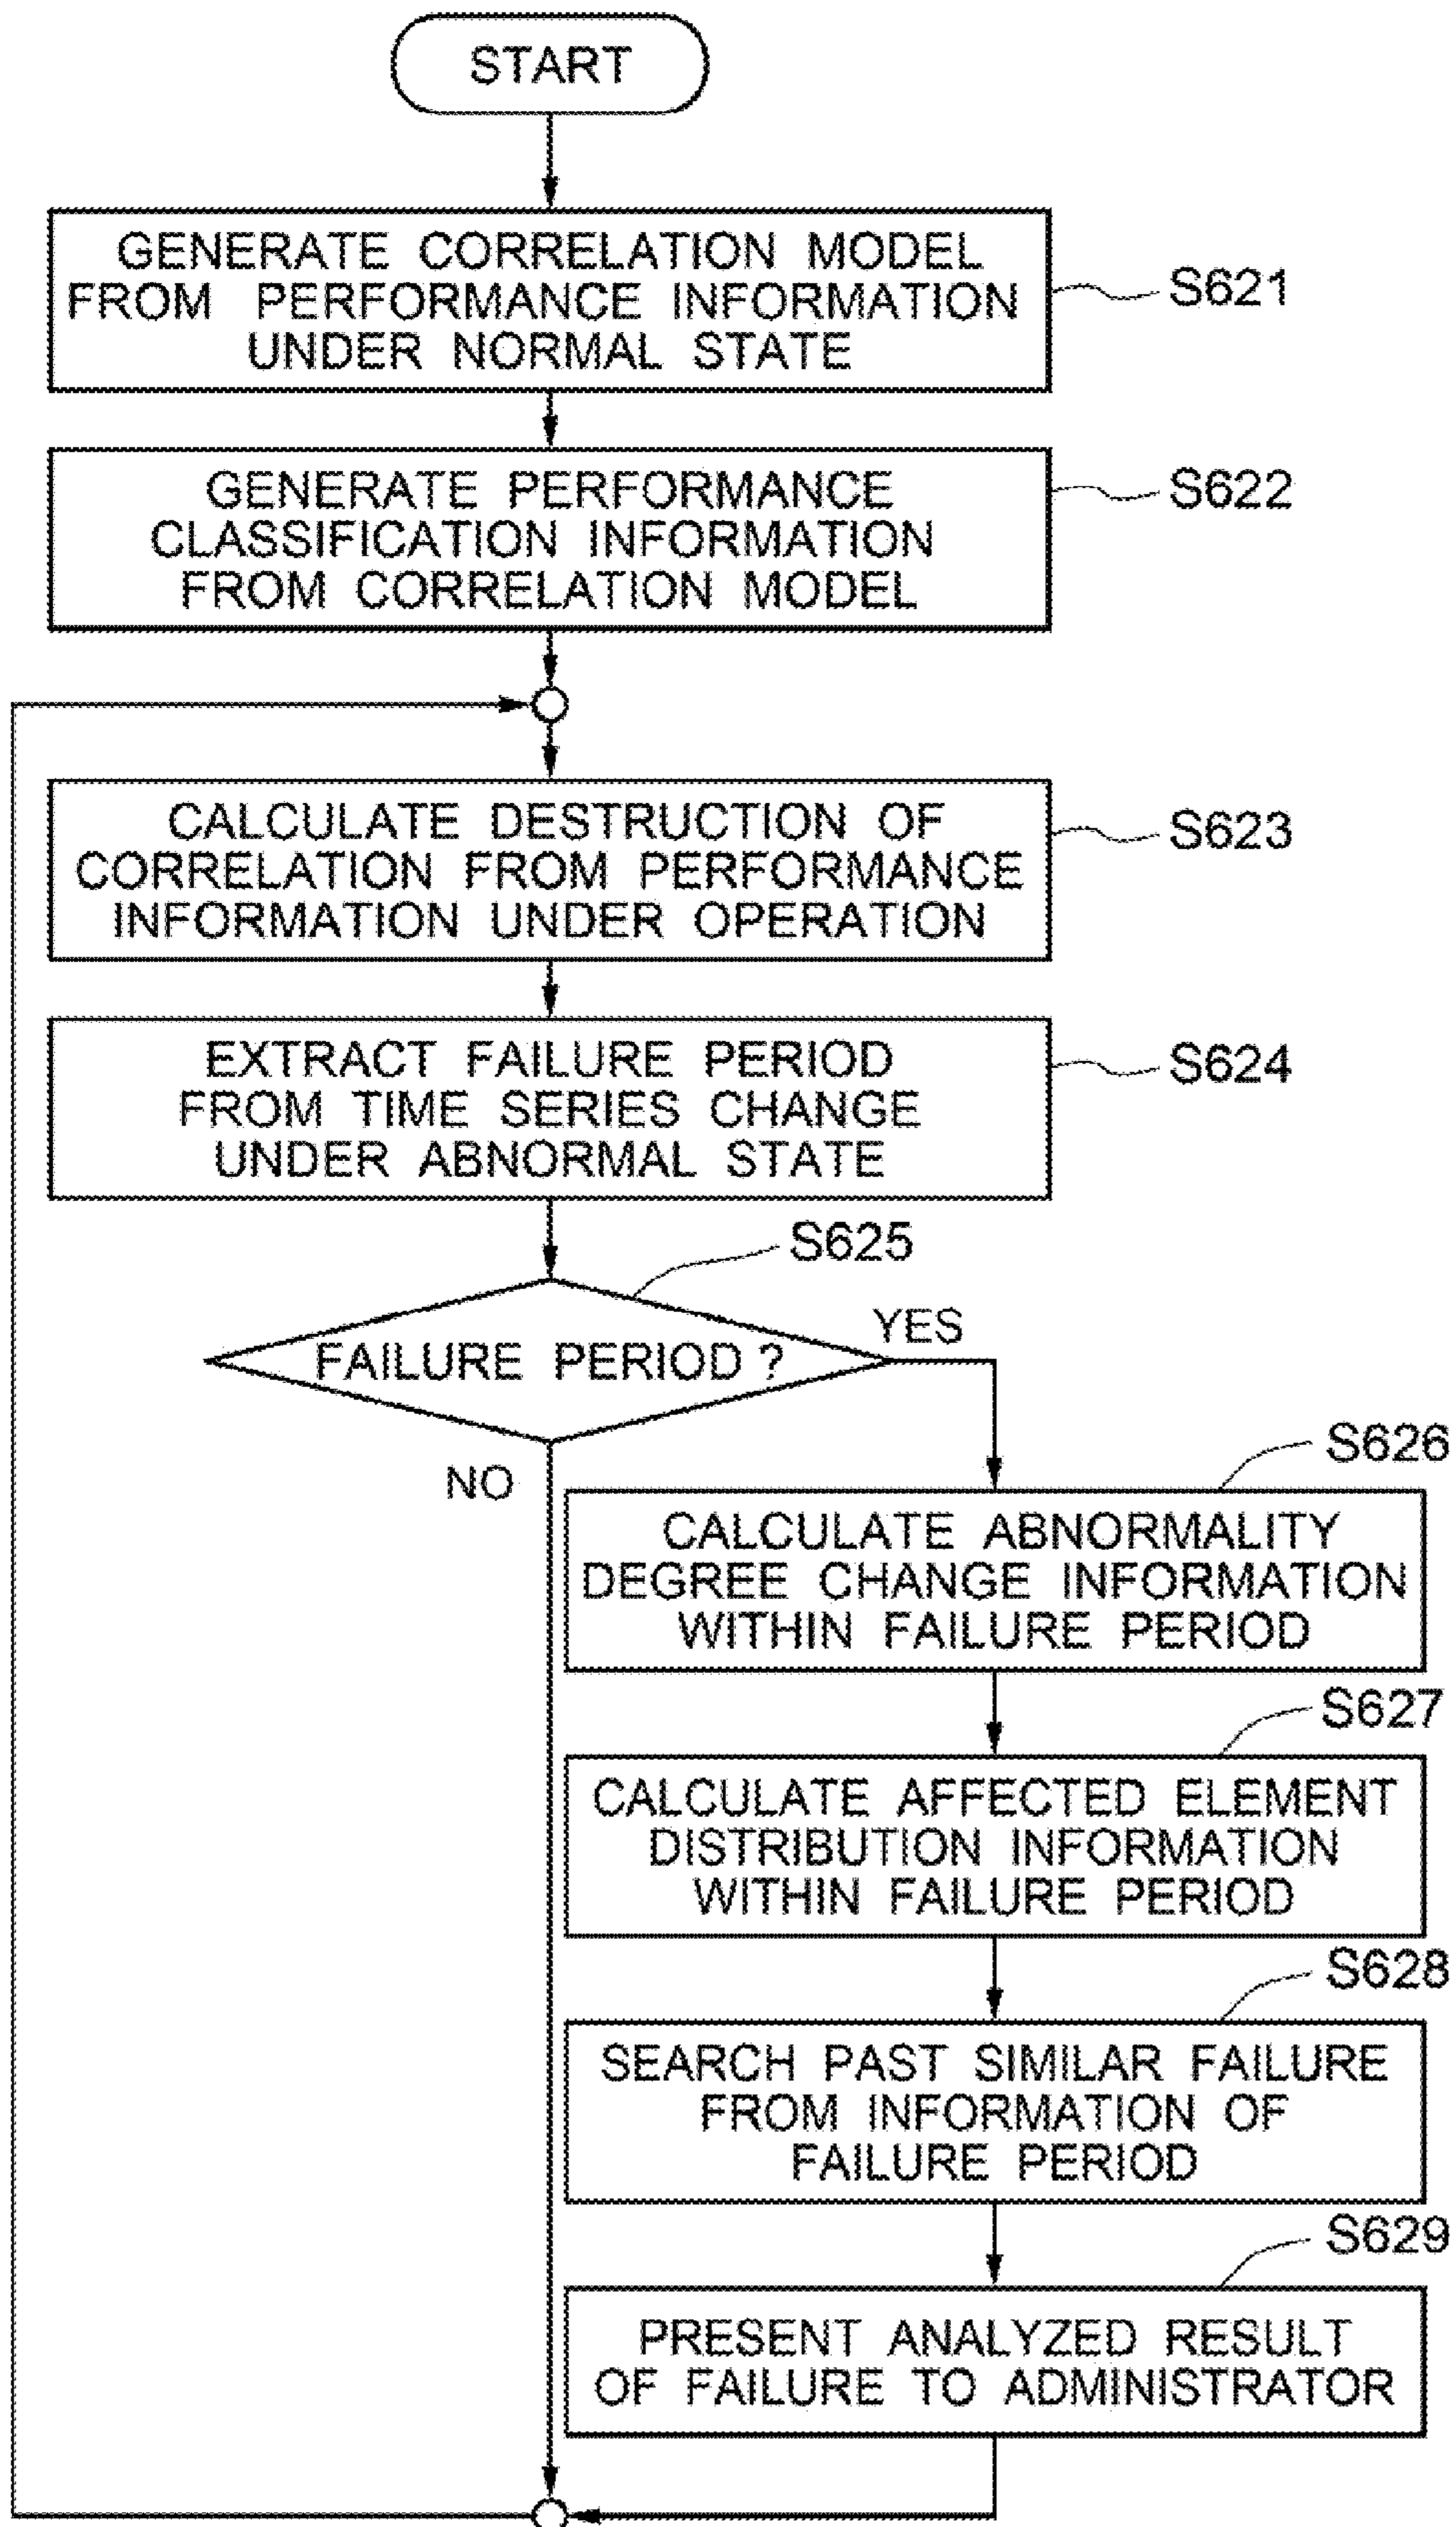 START
GENERATE CORRELATION MODEL
FROM PERFORMANCE INFORMATION
UNDER NORMAL STATE
S621
GENERATE PERFORMANCE
CLASSIFICATION INFORMATION
FROM CORRELATION MODEL
S622
CALCULATE DESTRUCTION OF
CORRELATION FROM PERFORMANCE
INFORMATION UNDER OPERATION
S623
EXTRACT FAILURE PERIOD
FROM TIME SERIES CHANGE
UNDER ABNORMAL STATE
S624
S625
FAILURE PERIOD ?
YES
NO
S626
CALCULATE ABNORMALITY
DEGREE CHANGE INFORMATION
WITHIN FAILURE PERIOD
S627
CALCULATE AFFECTED ELEMENT
DISTRIBUTION INFORMATION
WITHIN FAILURE PERIOD
S628
SEARCH PAST SIMILAR FAILURE
FROM INFORMATION OF
FAILURE PERIOD
S629
PRESENT ANALYZED RESULT
OF FAILURE TO ADMINISTRATOR